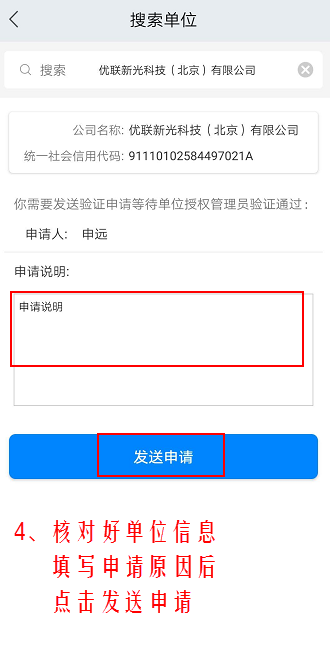 搜索单位
搜索 优联新光科技（北京）有限公司
公司名称: 优联新光科技（北京）有限公司
统一社会信用代码: 91110102584497021A
你需要发送验证申请等待单位授权管理员验证通过：
申请人: 申远
申请说明:
申请说明
发送申请
4、核对好单位信息
填写申请原因后
点击发送申请